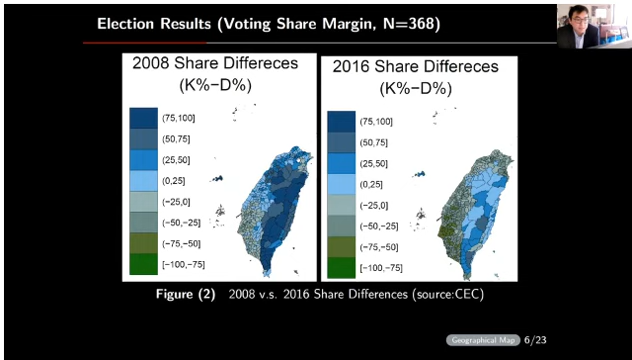 Election Results (Voting Share Margin, N=368)
2008 Share Differeces
(K%−D%)
(75,100]
(50,75]
(25,50]
(0,25]
(−25,0]
(−50,−25]
(−75,−50]
[−100,−75]
2016 Share Differeces
(K%−D%)
(75,100]
(50,75]
(25,50]
(0,25]
(−25,0]
(−50,−25]
(−75,−50]
[−100,−75]
Figure (2) 2008 v.s. 2016 Share Differences (source:CEC)
Geographical Map 6/23